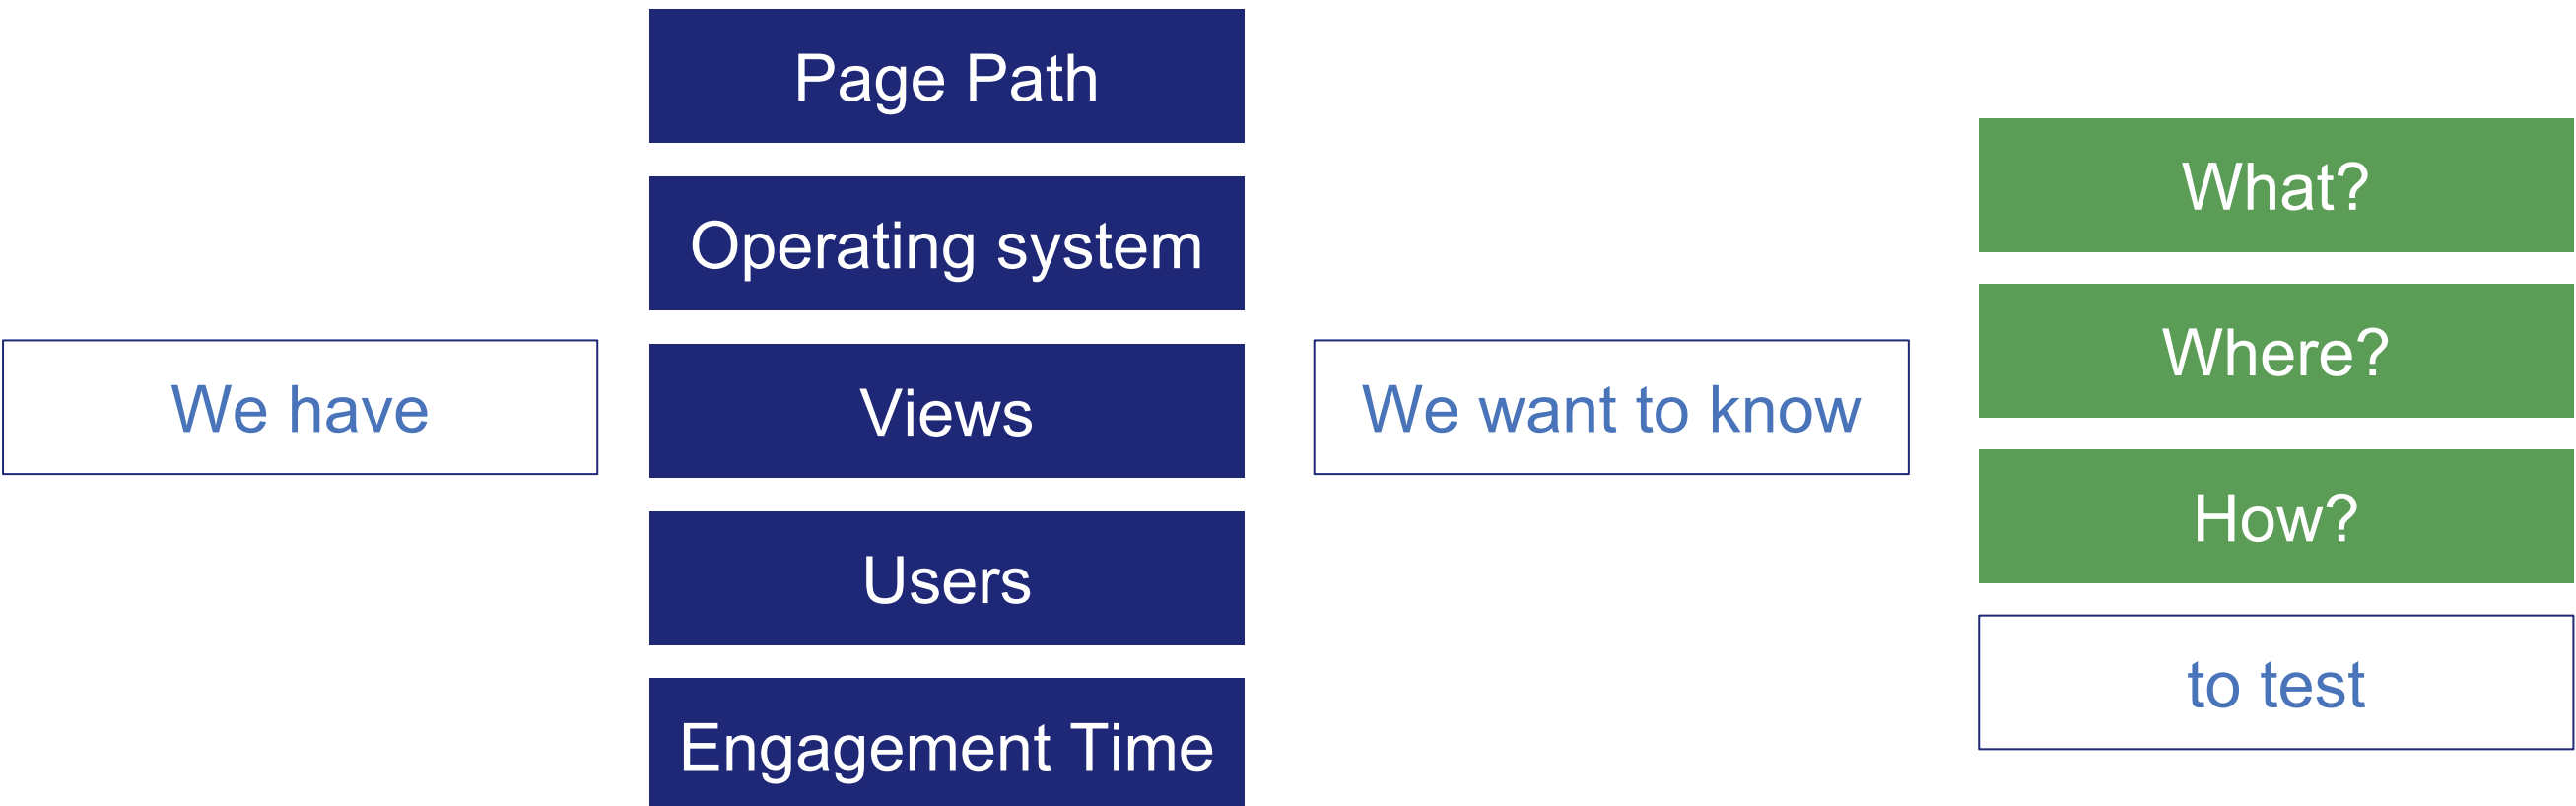 We have
Page Path
Operating system
Views
Users
Engagement Time
We want to know
What?
Where?
How?
to test